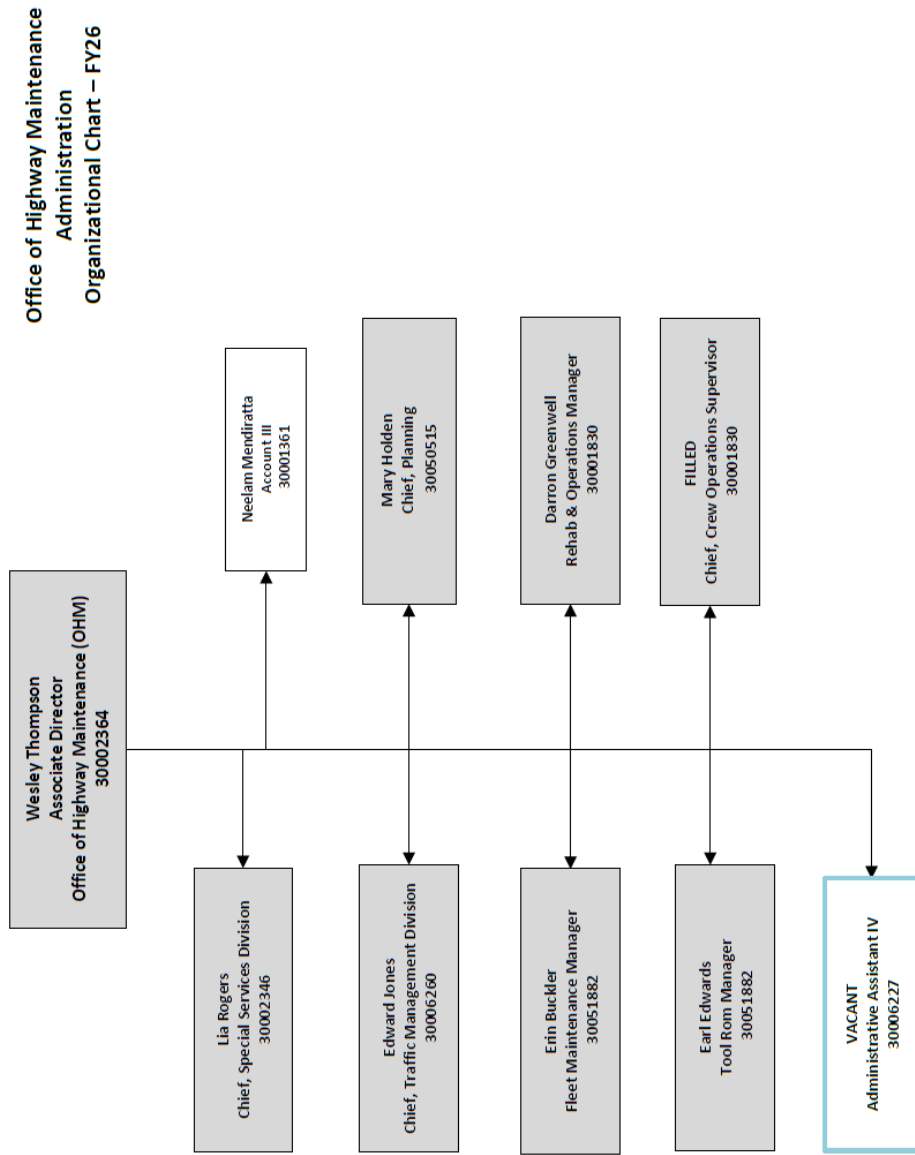 Office of Highway Maintenance
Administration
Organizational Chart – FY26
Wesley Thompson
Associate Director
Office of Highway Maintenance (OHM)
30002364
Lia Rogers
Chief, Special Services Division
30002346
Neelam Mendiratta
Account III
30001361
Edward Jones
Chief, Traffic Management Division
30006260
Mary Holden
Chief, Planning
30050515
Erin Buckler
Fleet Maintenance Manager
30051882
Darron Greenwell
Rehab & Operations Manager
30001830
Earl Edwards
Tool Rom Manager
30051882
FILLED
Chief, Crew Operations Supervisor
30001830
VACANT
Administrative Assistant IV
30006227